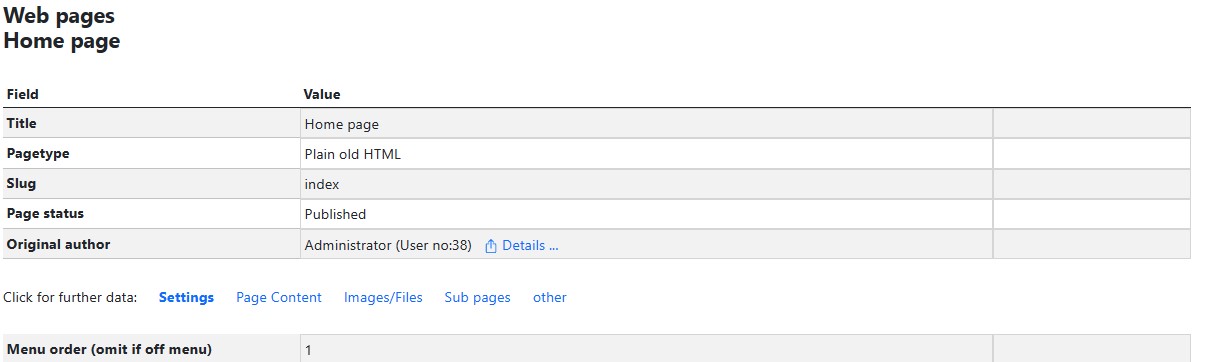 Web pages
Home page
Field Value
Title Home page
Pagetype Plain old HTML
Slug index
Page status Published
Original author Administrator (User no:38) Details ...
Click for further data: Settings Page Content Images/Files Sub pages other
Menu order (omit if off menu) 1